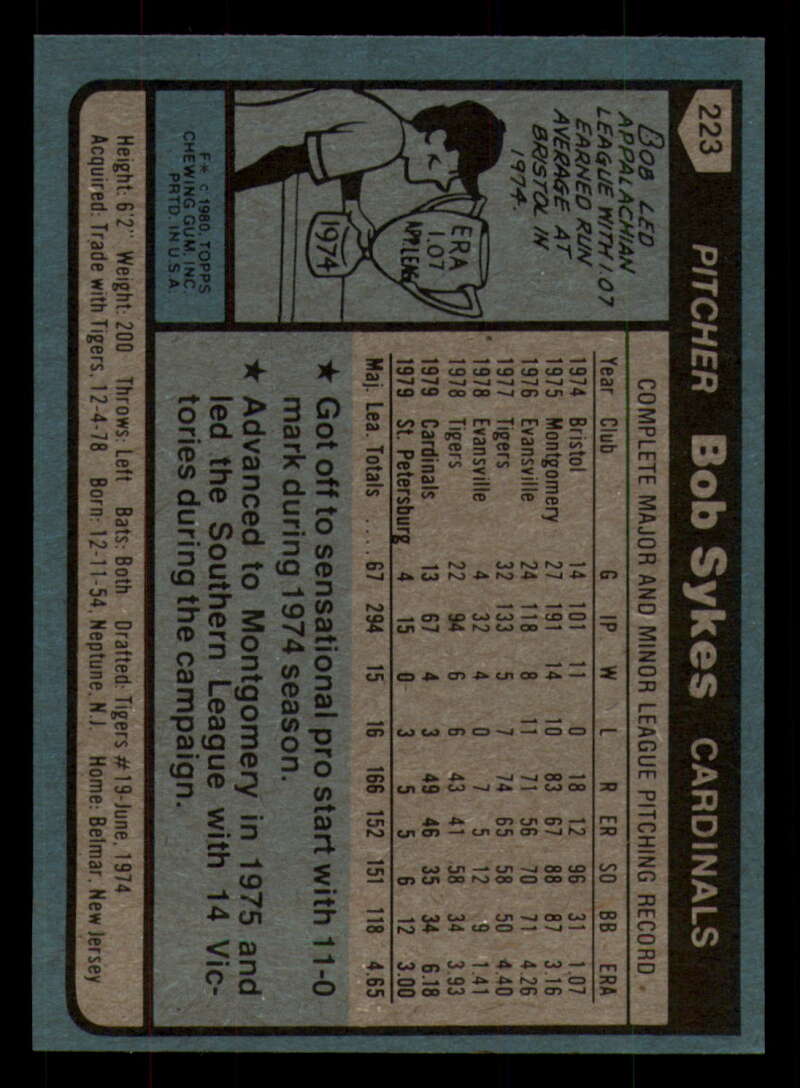 223
PITCHER Bob Sykes CARDINALS
BOB LED
APPALACHIAN
LEAGUE WITH 1.07
EARNED RUN
AVERAGE AT
BRISTOL IN
1974.
ERA
1.07
APP. LEAG.
1974
F* © 1980 TOPPS
CHEWING GUM, INC.
PRTD. IN U.S.A.
COMPLETE MAJOR AND MINOR LEAGUE PITCHING RECORD
Year Club G IP W L R ER SO BB ERA
1974 Bristol 14 101 11 0 18 12 96 31 1.07
1975 Montgomery 27 191 14 10 83 67 88 87 3.16
1976 Evansville 24 118 8 11 71 56 70 71 4.26
1977 Tigers 32 133 5 7 74 65 58 50 4.40
1978 Evansville 4 32 4 0 7 5 12 9 1.41
1978 Tigers 22 94 6 6 43 41 58 34 3.93
1979 Cardinals 13 67 4 3 49 46 35 34 6.18
1979 St. Petersburg 4 15 0 3 5 5 6 12 3.00
Maj. Lea. Totals .... 67 294 15 16 166 152 151 118 4.65
★ Got off to sensational pro start with 11-0
mark during 1974 season.
★ Advanced to Montgomery in 1975 and
led the Southern League with 14 Vic-
tories during the campaign.
Height: 6'2" Weight: 200 Throws: Left Bats: Both Drafted: Tigers #19-June, 1974
Acquired: Trade with Tigers, 12-4-78 Born: 12-11-54, Neptune, N.J. Home: Belmar, New Jersey